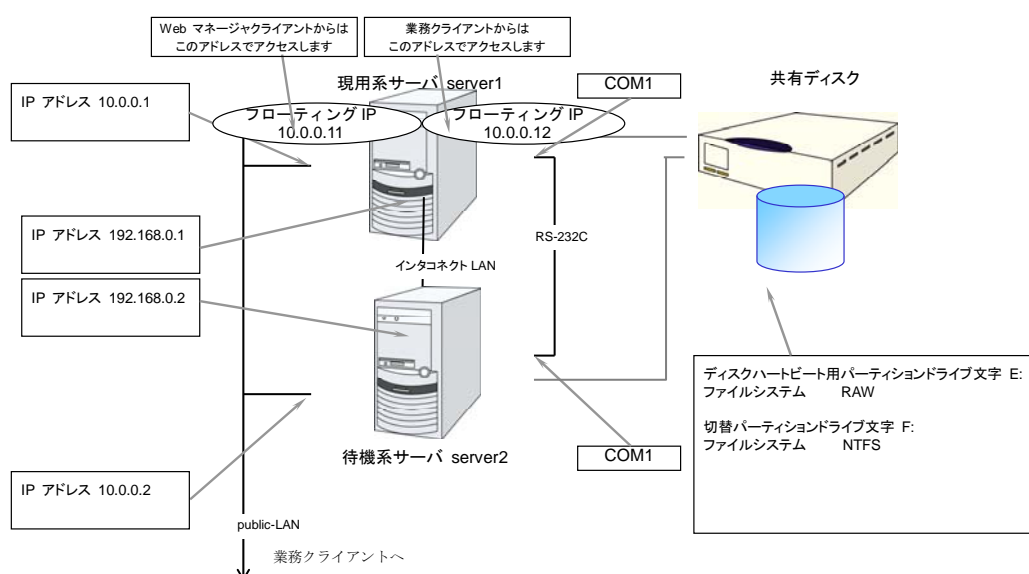 Web マネージャクライアントからは
このアドレスでアクセスします
業務クライアントからは
このアドレスでアクセスします
現用系サーバ server1
COM1
共有ディスク
IP アドレス 10.0.0.1
フローティング IP
10.0.0.11
フローティング IP
10.0.0.12
IP アドレス 192.168.0.1
RS-232C
インタコネクト LAN
IP アドレス 192.168.0.2
ディスクハートビート用パーティションドライブ文字 E:
ファイルシステム RAW
切替パーティションドライブ文字 F:
ファイルシステム NTFS
待機系サーバ server2
COM1
IP アドレス 10.0.0.2
public-LAN
業務クライアントへ